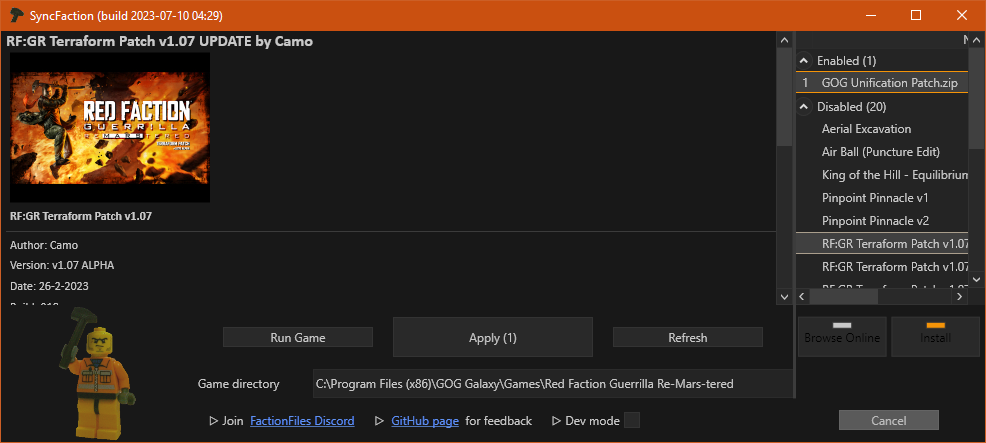 SyncFaction (build 2023-07-10 04:29)
RF:GR Terraform Patch v1.07 UPDATE by Camo
RED FACTION
GUERRILLA
RE-MARS-TERED
TERRAFORM PATCH
RF:GR Terraform Patch v1.07
Author: Camo
Version: v1.07 ALPHA
Date: 26-2-2023
Enabled (1)
1 GOG Unification Patch.zip
Disabled (20)
Aerial Excavation
Air Ball (Puncture Edit)
King of the Hill - Equilibrium
Pinpoint Pinnacle v1
Pinpoint Pinnacle v2
RF:GR Terraform Patch v1.07
RF:GR Terraform Patch v1.07
Run Game
Apply (1)
Refresh
Browse Online
Install
Game directory
C:\Program Files (x86)\GOG Galaxy\Games\Red Faction Guerrilla Re-Mars-tered
Join FactionFiles Discord
GitHub page for feedback
Dev mode
Cancel